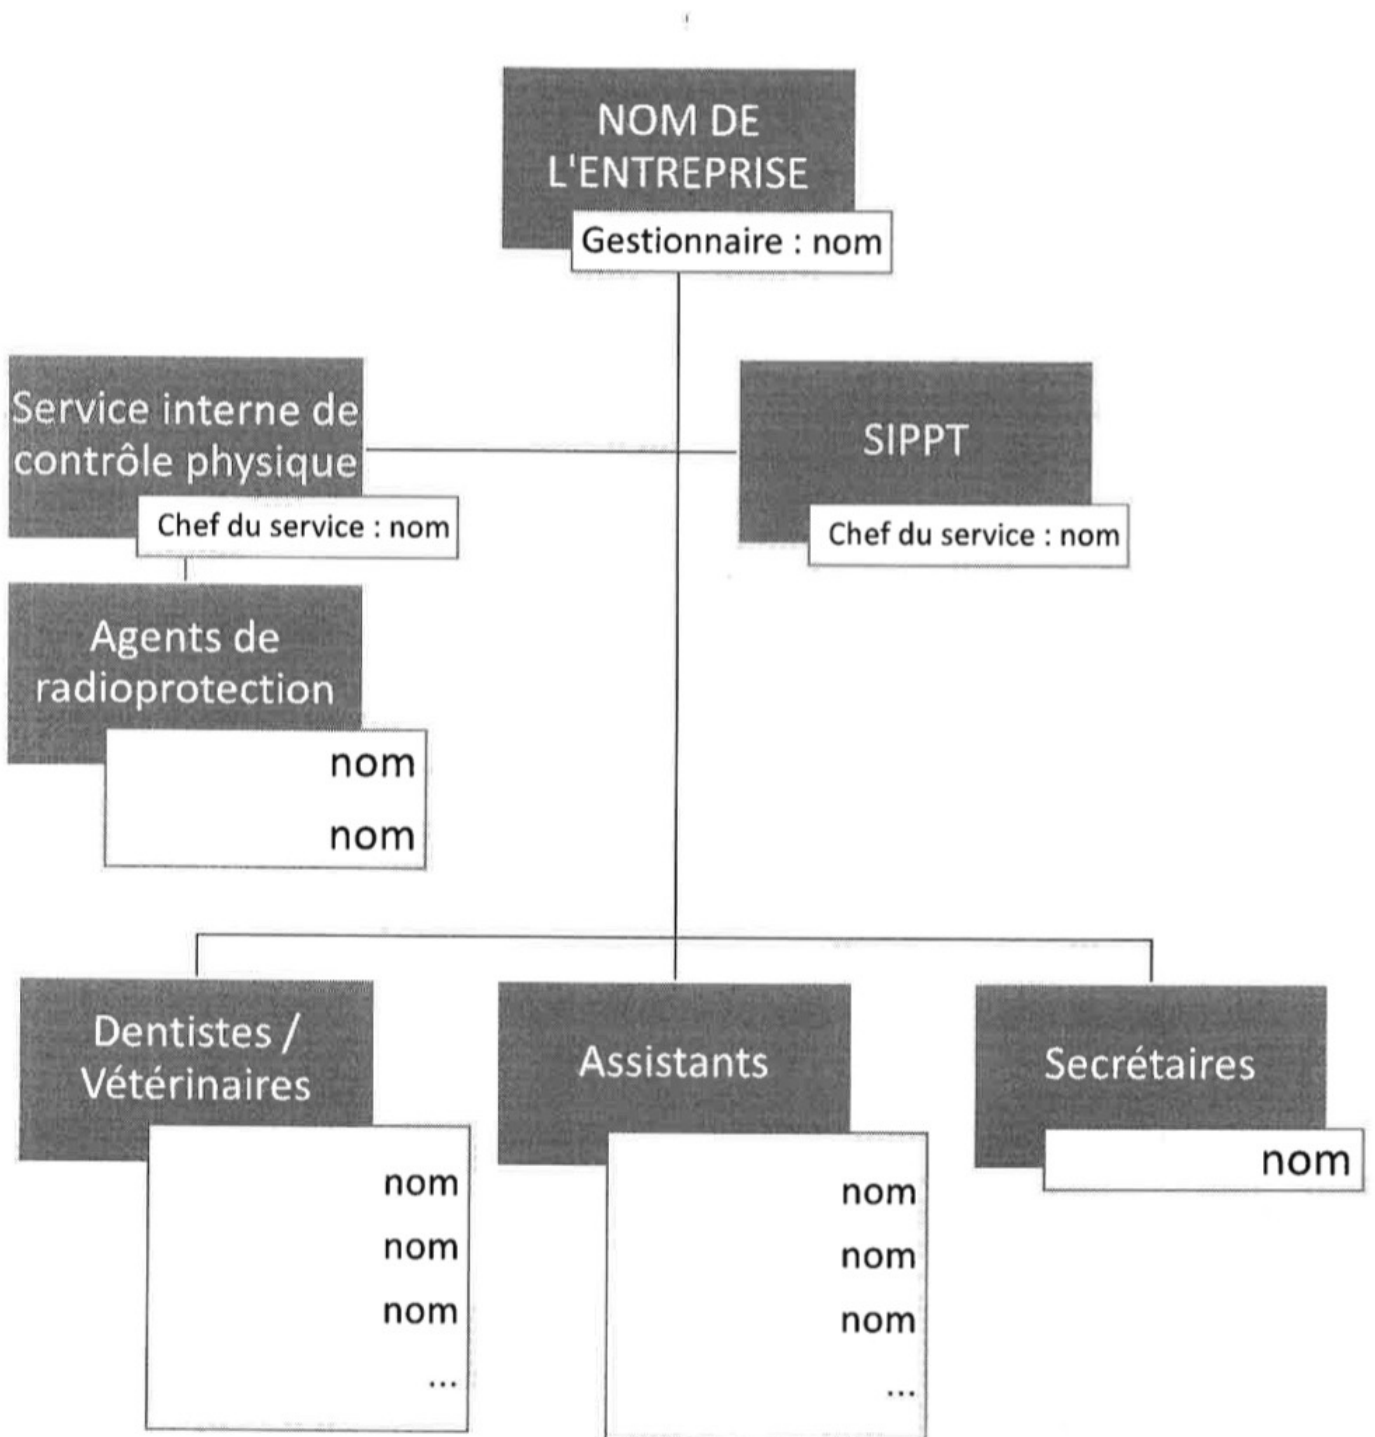 NOM DE
L'ENTREPRISE
Gestionnaire : nom
Service interne de
contrôle physique
Chef du service : nom
SIPPT
Chef du service : nom
Agents de
radioprotection
nom
nom
Dentistes /
Vétérinaires
nom
nom
nom
...
Assistants
nom
nom
nom
...
Secrétaires
nom